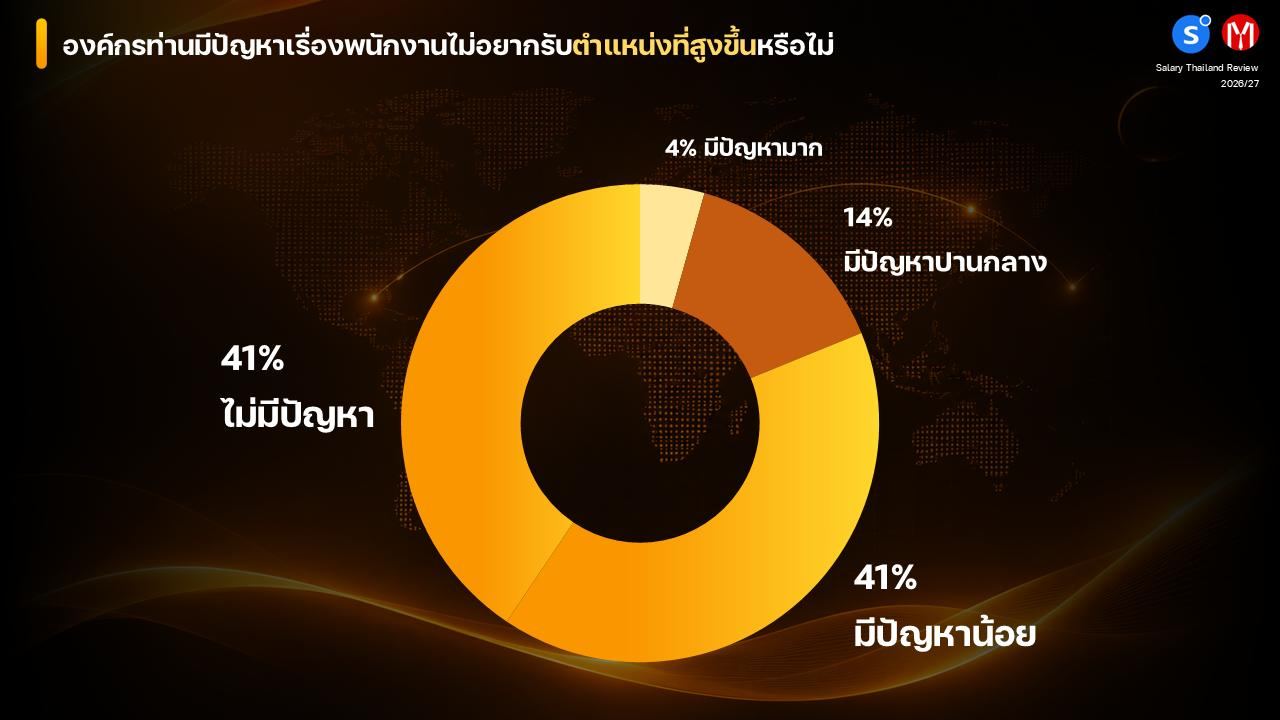 องค์กรท่านมีปัญหาเรื่องพนักงานไม่อยากรับตำแหน่งที่สูงขึ้นหรือไม่
S
M
Salary Thailand Review
2026/27
4% มีปัญหามาก
14%
มีปัญหาปานกลาง
41%
ไม่มีปัญหา
41%
มีปัญหาน้อย